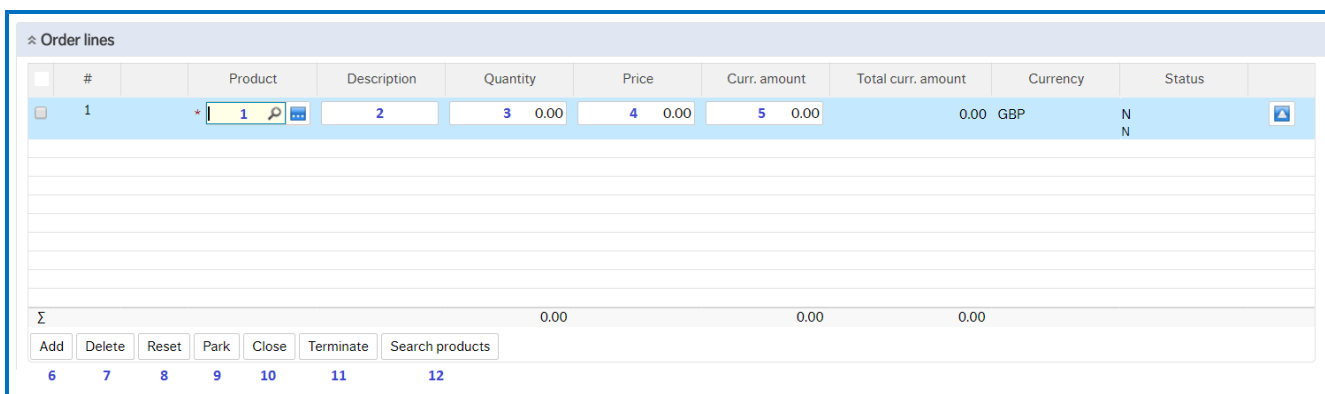 Order lines
# Product Description Quantity Price Curr. amount Total curr. amount Currency Status
1 * 1 ... 2 3 0.00 4 0.00 5 0.00 0.00 GBP N
N
Σ 0.00 0.00 0.00
Add Delete Reset Park Close Terminate Search products
6 7 8 9 10 11 12